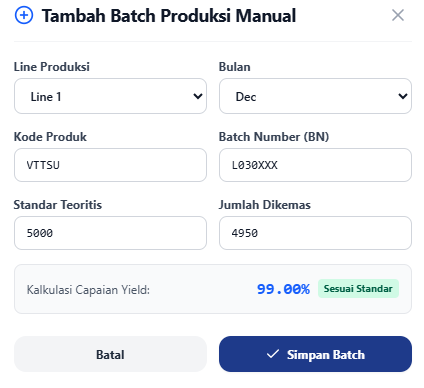 Tambah Batch Produksi Manual
Line Produksi
Bulan
Line 1
Dec
Kode Produk
Batch Number (BN)
VTTSU
L030XXX
Standar Teoritis
Jumlah Dikemas
5000
4950
Kalkulasi Capaian Yield:
99.00%
Sesuai Standar
Batal
Simpan Batch